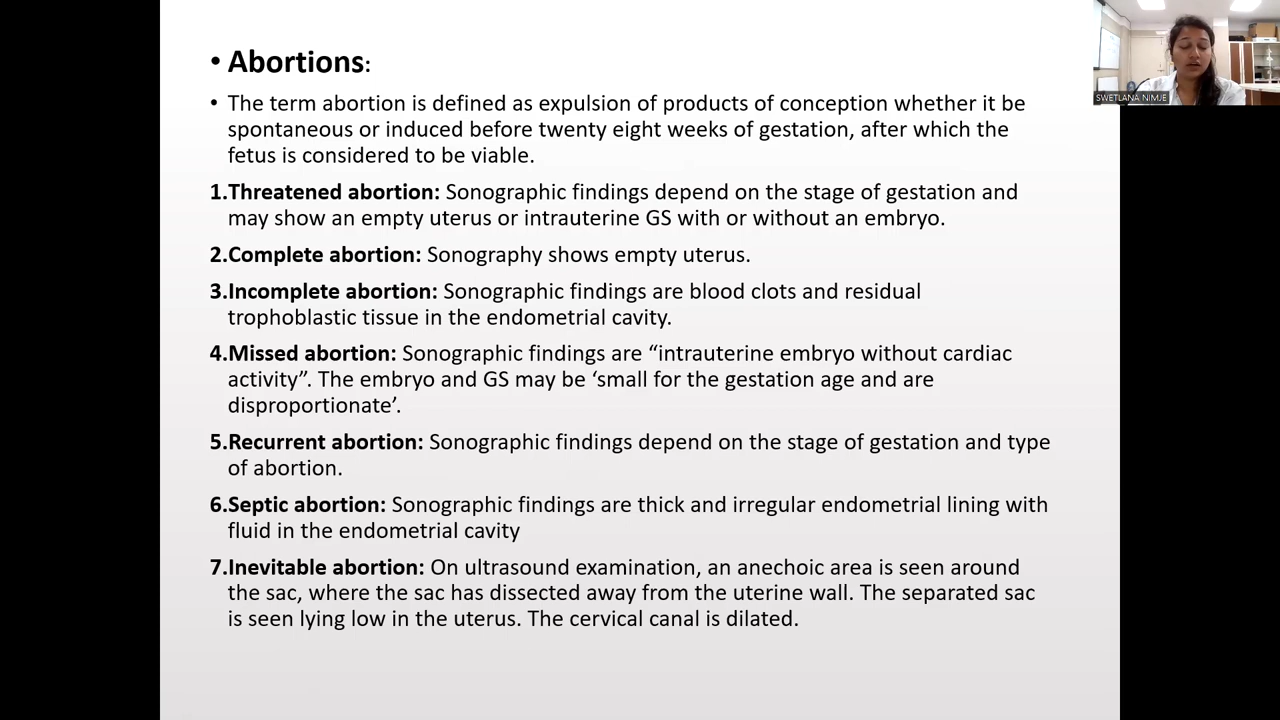 • Abortions:
• The term abortion is defined as expulsion of products of conception whether it be
spontaneous or induced before twenty eight weeks of gestation, after which the
fetus is considered to be viable.
1.Threatened abortion: Sonographic findings depend on the stage of gestation and
may show an empty uterus or intrauterine GS with or without an embryo.
2.Complete abortion: Sonography shows empty uterus.
3.Incomplete abortion: Sonographic findings are blood clots and residual
trophoblastic tissue in the endometrial cavity.
4.Missed abortion: Sonographic findings are “intrauterine embryo without cardiac
activity”. The embryo and GS may be ‘small for the gestation age and are
disproportionate’.
5.Recurrent abortion: Sonographic findings depend on the stage of gestation and type
of abortion.
6.Septic abortion: Sonographic findings are thick and irregular endometrial lining with
fluid in the endometrial cavity
7.Inevitable abortion: On ultrasound examination, an anechoic area is seen around
the sac, where the sac has dissected away from the uterine wall. The separated sac
is seen lying low in the uterus. The cervical canal is dilated.
SWETLANA NIMJE